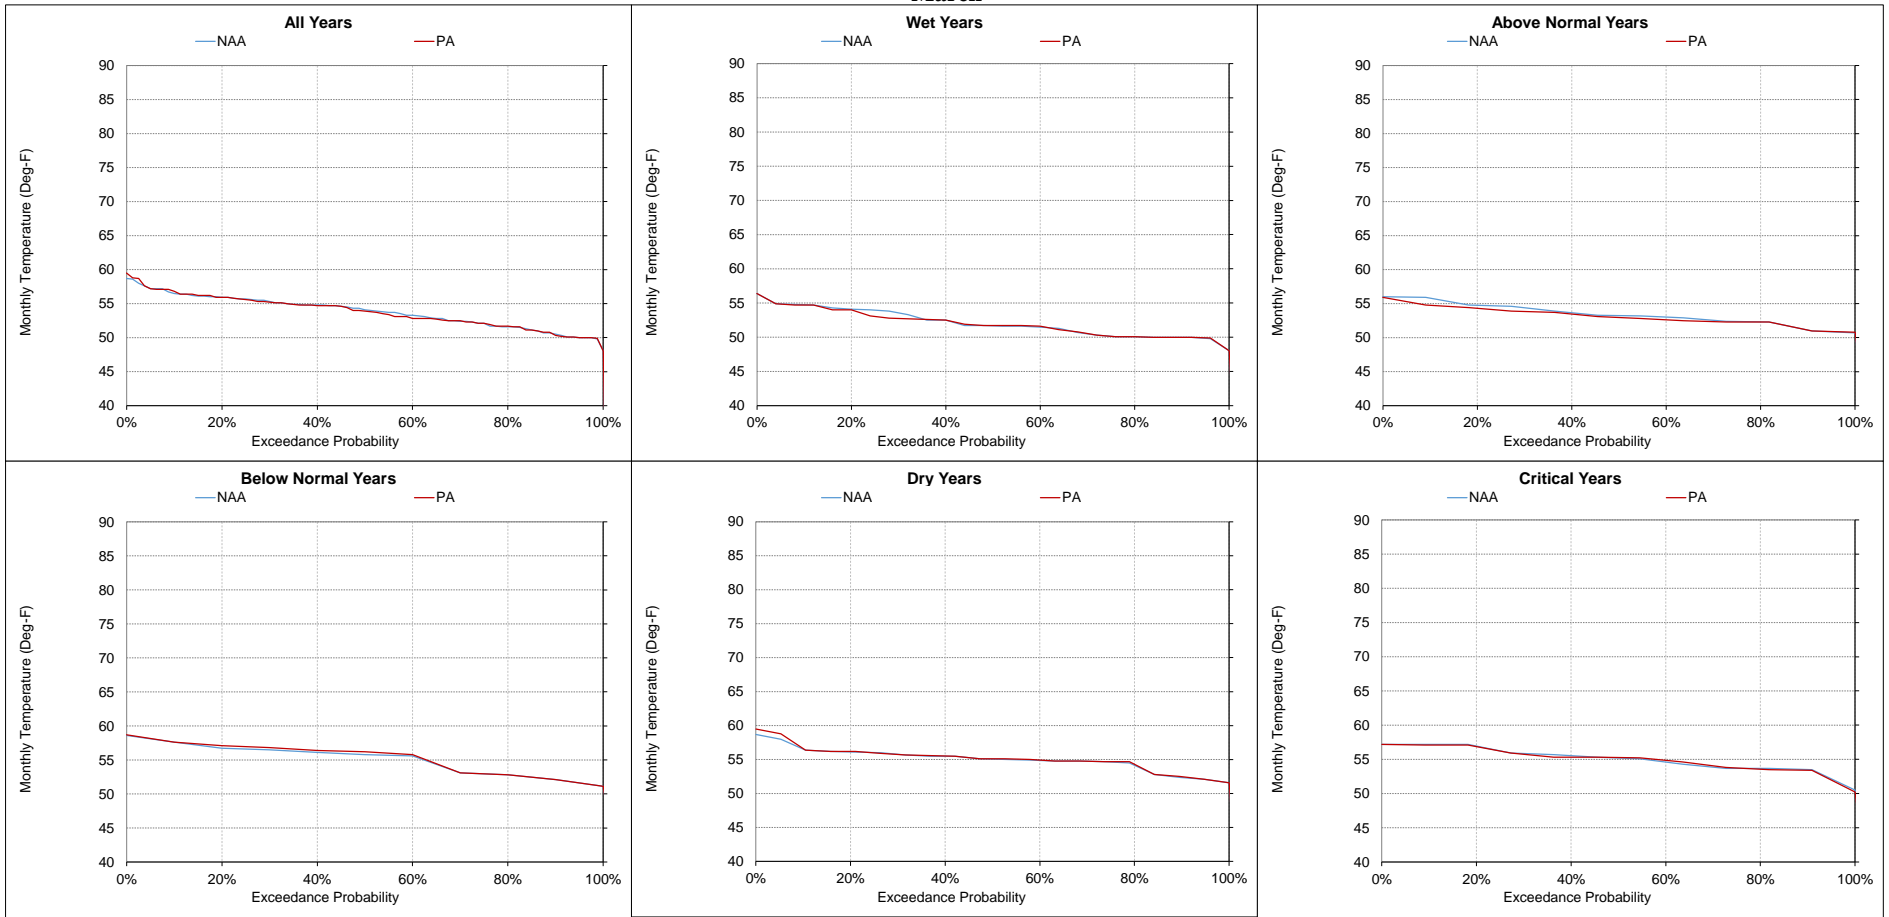 All Years
NAA PA
Monthly Temperature (Deg-F)
90
85
80
75
70
65
60
55
50
45
40
0% 20% 40% 60% 80% 100%
Exceedance Probability
Wet Years
NAA PA
Monthly Temperature (Deg-F)
90
85
80
75
70
65
60
55
50
45
40
0% 20% 40% 60% 80% 100%
Exceedance Probability
Above Normal Years
NAA PA
Monthly Temperature (Deg-F)
90
85
80
75
70
65
60
55
50
45
40
0% 20% 40% 60% 80% 100%
Exceedance Probability
Below Normal Years
NAA PA
Monthly Temperature (Deg-F)
90
85
80
75
70
65
60
55
50
45
40
0% 20% 40% 60% 80% 100%
Exceedance Probability
Dry Years
NAA PA
Monthly Temperature (Deg-F)
90
85
80
75
70
65
60
55
50
45
40
0% 20% 40% 60% 80% 100%
Exceedance Probability
Critical Years
NAA PA
Monthly Temperature (Deg-F)
90
85
80
75
70
65
60
55
50
45
40
0% 20% 40% 60% 80% 100%
Exceedance Probability